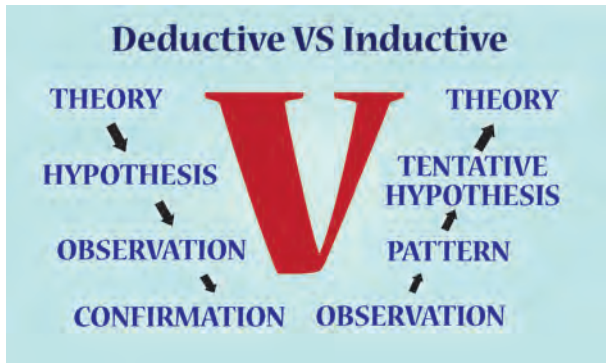 Deductive VS Inductive
THEORY
HYPOTHESIS
OBSERVATION
CONFIRMATION
V
THEORY
TENTATIVE
HYPOTHESIS
PATTERN
OBSERVATION